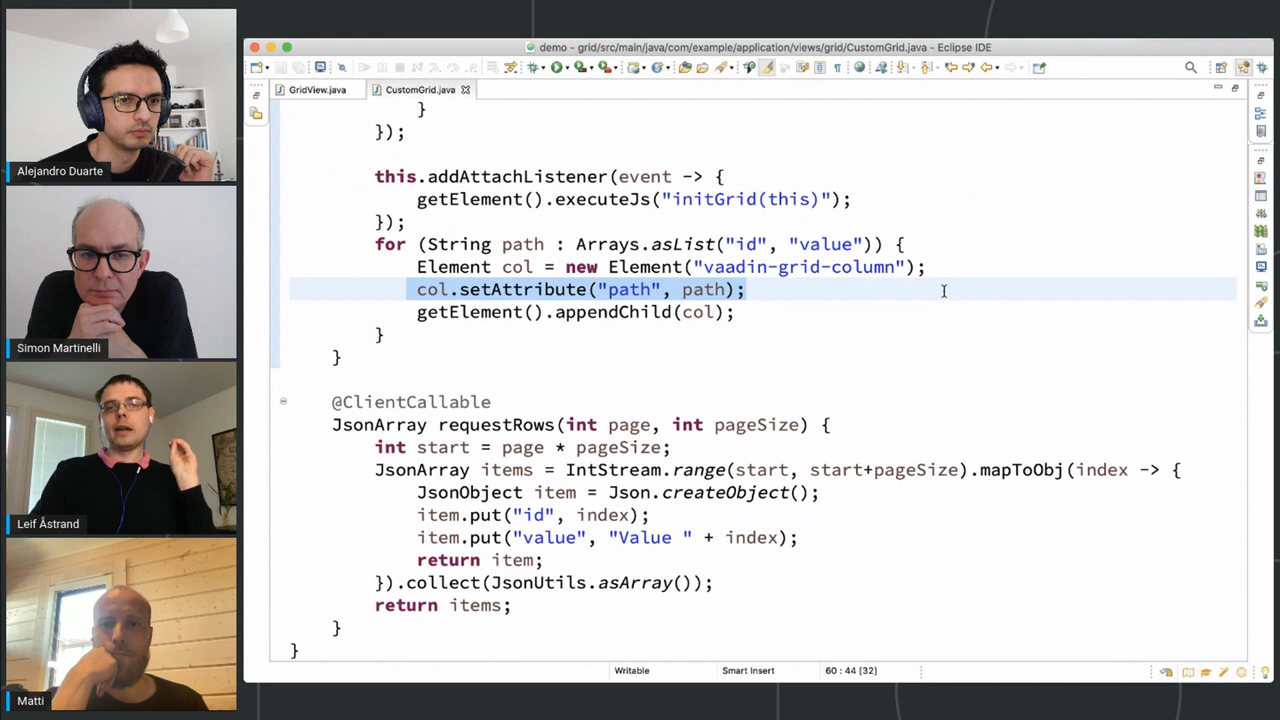 demo - grid/src/main/java/com/example/application/views/grid/CustomGrid.java - Eclipse IDE
GridView.java
CustomGrid.java
}
});
this.addAttachListener(event -> {
getElement().executeJs("initGrid(this)");
});
for (String path : Arrays.asList("id", "value")) {
Element col = new Element("vaadin-grid-column");
col.setAttribute("path", path);
getElement().appendChild(col);
}
}
@ClientCallable
JsonArray requestRows(int page, int pageSize) {
int start = page * pageSize;
JsonArray items = IntStream.range(start, start+pageSize).mapToObj(index -> {
JsonObject item = Json.createObject();
item.put("id", index);
item.put("value", "Value " + index);
return item;
}).collect(JsonUtils.asArray());
return items;
}
}
Writable
Smart Insert
60 : 44 [32]
Alejandro Duarte
Simon Martinelli
Leif Åstrand
Matti